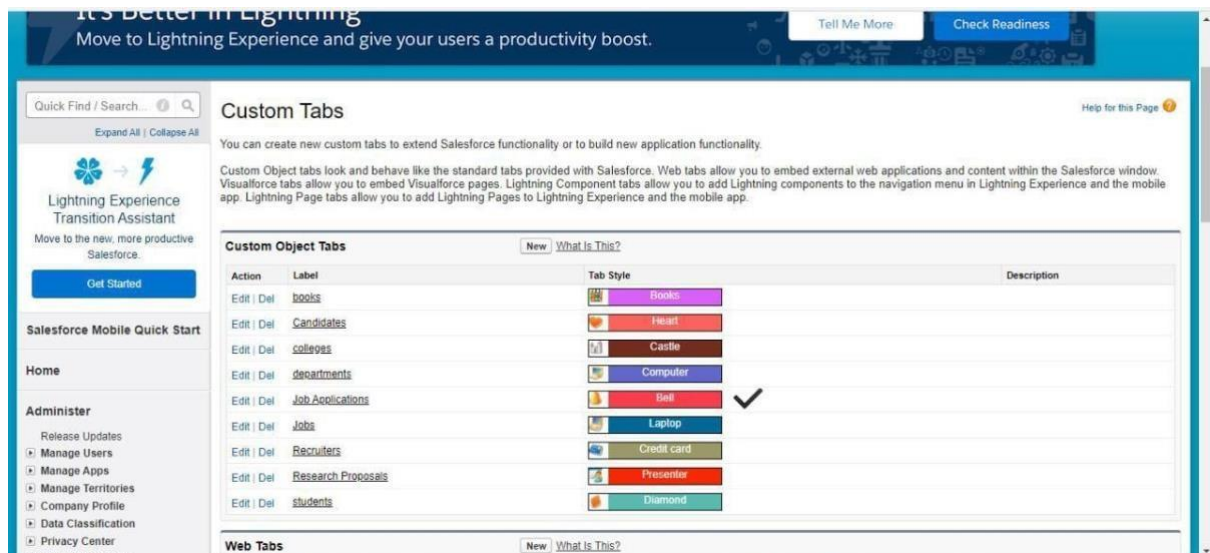 It's Better in Lightning
Move to Lightning Experience and give your users a productivity boost.
Tell Me More
Check Readiness
Quick Find / Search...
Expand All | Collapse All
Lightning Experience
Transition Assistant
Move to the new, more productive
Salesforce.
Get Started
Salesforce Mobile Quick Start
Home
Administer
Release Updates
Manage Users
Manage Apps
Manage Territories
Company Profile
Data Classification
Privacy Center
Custom Tabs
Help for this Page
You can create new custom tabs to extend Salesforce functionality or to build new application functionality.
Custom Object tabs look and behave like the standard tabs provided with Salesforce. Web tabs allow you to embed external web applications and content within the Salesforce window.
Visualforce tabs allow you to embed Visualforce pages. Lightning Component tabs allow you to add Lightning components to the navigation menu in Lightning Experience and the mobile
app. Lightning Page tabs allow you to add Lightning Pages to Lightning Experience and the mobile app.
Custom Object Tabs New What Is This?
Action Label Tab Style Description
Edit | Del books Books
Edit | Del Candidates Heart
Edit | Del colleges Castle
Edit | Del departments Computer
Edit | Del Job Applications Bell
Edit | Del Jobs Laptop
Edit | Del Recruiters Credit card
Edit | Del Research Proposals Presenter
Edit | Del students Diamond
Web Tabs New What Is This?